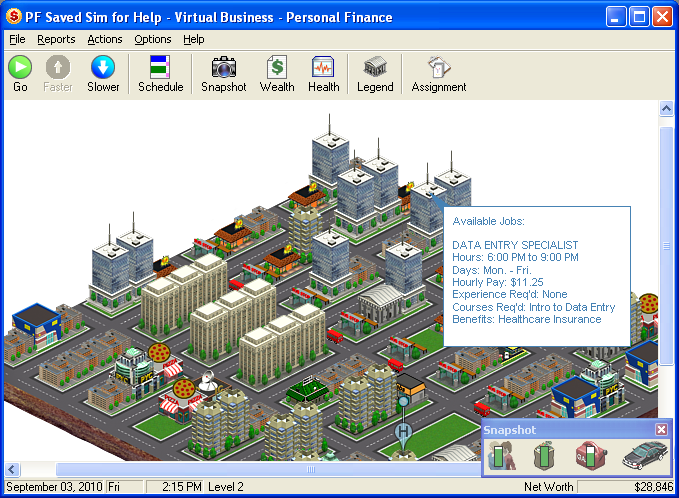 PF Saved Sim for Help - Virtual Business - Personal Finance
File Reports Actions Options Help
Go Faster Slower Schedule Snapshot Wealth Health Legend Assignment
Available Jobs:
DATA ENTRY SPECIALIST
Hours: 6:00 PM to 9:00 PM
Days: Mon. - Fri.
Hourly Pay: $11.25
Experience Req'd: None
Courses Req'd: Intro to Data Entry
Benefits: Healthcare Insurance
H
Snapshot
September 03, 2010 Fri 2:15 PM Level 2 Net Worth $28,846